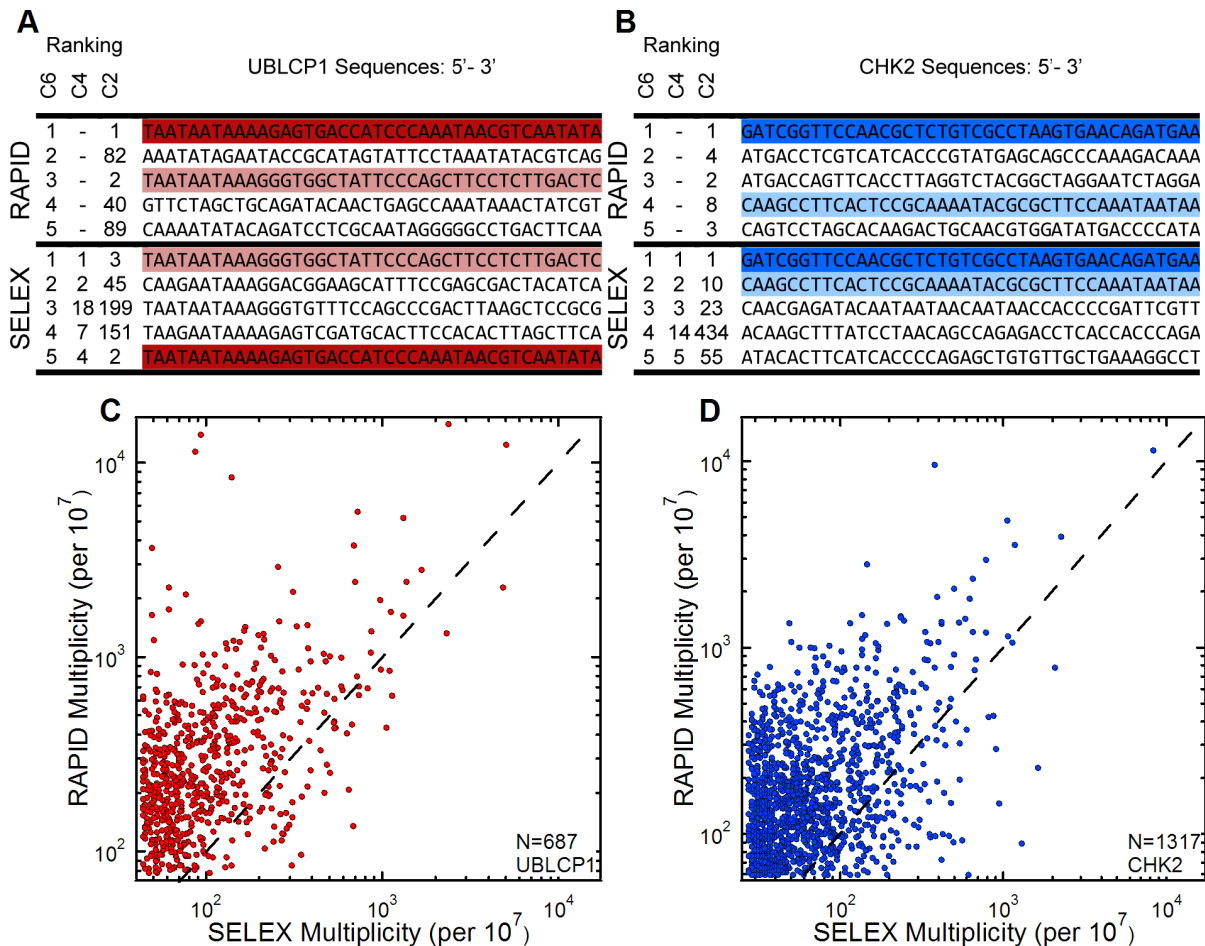 A
Ranking
C6 C4 C2
UBLCP1 Sequences: 5’- 3’
RAPID
1 - 1 TAATAATAAAAGAGTGACCATCCCAAATAACGTCAATATA
2 - 82 AAATATAGAATACCGCATAGTATTCCTAAATATACGTCAG
3 - 2 TAATAATAAAGGGTGGCTATTCCCAGCTTCCTCTTGACTC
4 - 40 GTTCTAGCTGCAGATACAACTGAGCCAAATAAACTATCGT
5 - 89 CAAAATATACAGATCCTCGCAATAGGGGGCCTGACTTCAA
SELEX
1 1 3 TAATAATAAAGGGTGGCTATTCCCAGCTTCCTCTTGACTC
2 2 45 CAAGAATAAAGGACGGAAGCATTTCCGAGCGACTACATCA
3 18 199 TAATAATAAAGGGTGTTTCCAGCCCGACTTAAGCTCCGCG
4 7 151 TAAGAATAAAAGAGTCGATGCACTTCCACACTTAGCTTCA
5 4 2 TAATAATAAAAGAGTGACCATCCCAAATAACGTCAATATA
B
Ranking
C6 C4 C2
CHK2 Sequences: 5’- 3’
RAPID
1 - 1 GATCGGTTCCAACGCTCTGTCGCCTAAGTGAACAGATGAA
2 - 4 ATGACCTCGTCATCACCCGTATGAGCAGCCCAAAGACAAA
3 - 2 ATGACCAGTTCACCTTAGGTCTACGGCTAGGAATCTAGGA
4 - 8 CAAGCCTTCACTCCGCAAAATACGCGCTTCCAAATAATAA
5 - 3 CAGTCCTAGCACAAGACTGCAACGTGGATATGACCCCATA
SELEX
1 1 1 GATCGGTTCCAACGCTCTGTCGCCTAAGTGAACAGATGAA
2 2 10 CAAGCCTTCACTCCGCAAAATACGCGCTTCCAAATAATAA
3 3 23 CAACGAGATACAATAATAACAATAACCACCCCGATTCGTT
4 14 434 ACAAGCTTTATCCTAACAGCCAGAGACCTCACCACCCAGA
5 5 55 ATACACTTCATCACCCCAGAGCTGTGTTGCTGAAAGGCCT
C
RAPID Multiplicity (per 10^7)
10^4
10^3
10^2
N=687
UBLCP1
10^2 10^3 10^4
SELEX Multiplicity (per 10^7)
D
RAPID Multiplicity (per 10^7)
10^4
10^3
10^2
N=1317
CHK2
10^2 10^3 10^4
SELEX Multiplicity (per 10^7)